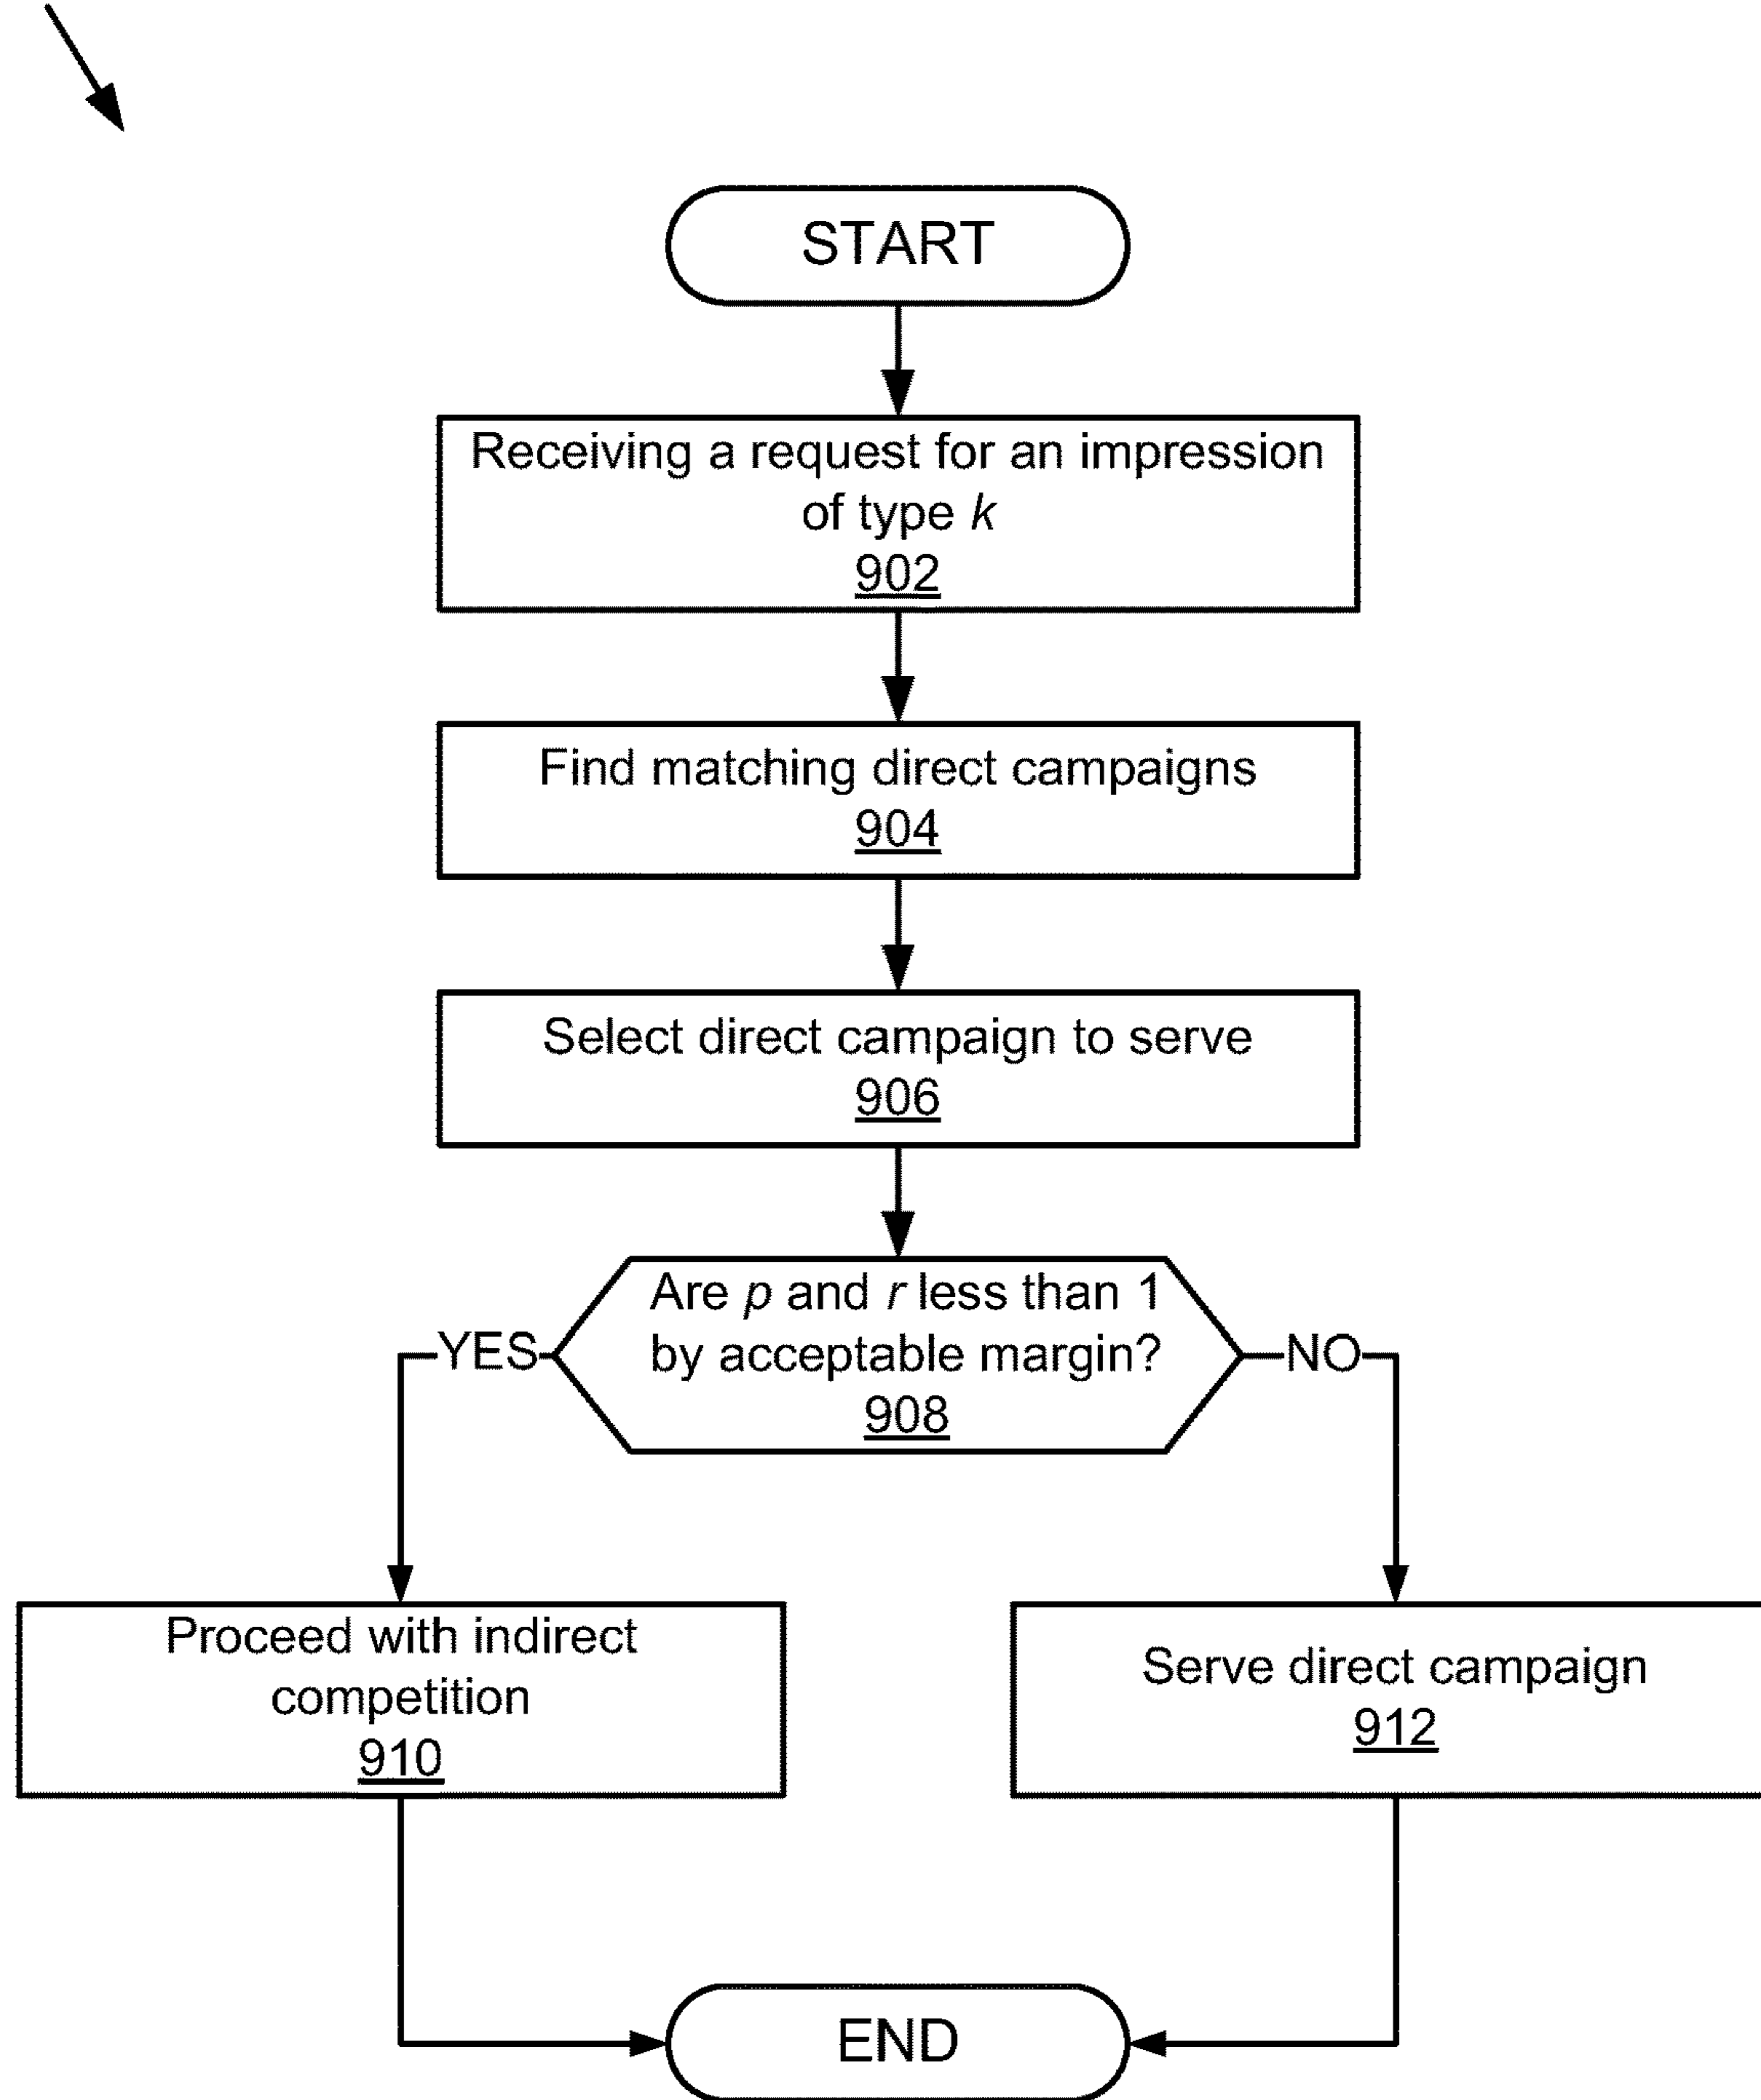 START
Receiving a request for an impression
of type k
902
Find matching direct campaigns
904
Select direct campaign to serve
906
Are p and r less than 1
by acceptable margin?
908
YES
NO
Proceed with indirect
competition
910
Serve direct campaign
912
END